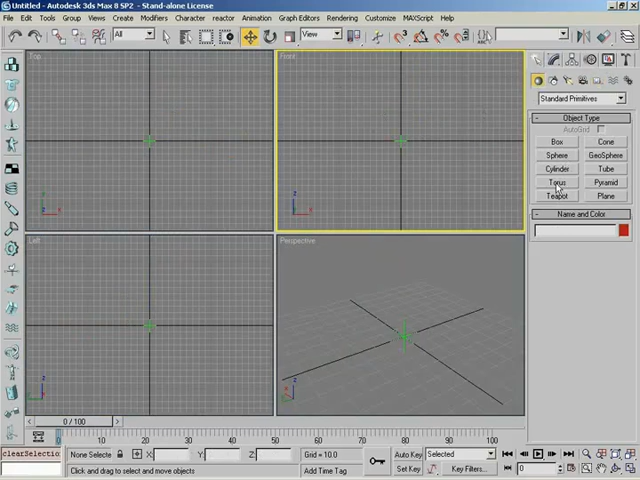 Untitled - Autodesk 3ds Max 8 SP2 - Stand-alone License
File Edit Tools Group Views Create Modifiers Character reactor Animation Graph Editors Rendering Customize MAXScript Help
All
View
Top
Front
Left
Perspective
Standard Primitives
- Object Type
AutoGrid
Box Cone
Sphere GeoSphere
Cylinder Tube
Torus Pyramid
Teapot Plane
- Name and Color
0 / 100
0 10 20 30 40 50 60 70 80 90 100
clearSelectio
None Selecte
X: Y: Z:
Grid = 10.0
Auto Key
Selected
Click and drag to select and move objects
Add Time Tag
Set Key
Key Filters...
0